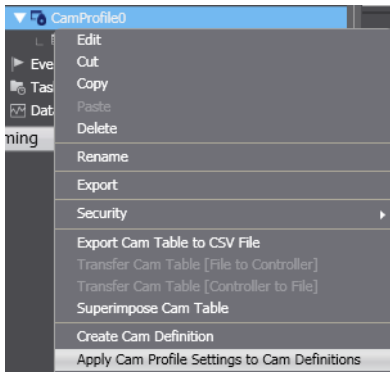 CamProfile0
Edit
Eve
Cut
Tas
Copy
Dat
Paste
Delete
ming
Rename
Export
Security
Export Cam Table to CSV File
Transfer Cam Table [File to Controller]
Transfer Cam Table [Controller to File]
Superimpose Cam Table
Create Cam Definition
Apply Cam Profile Settings to Cam Definitions